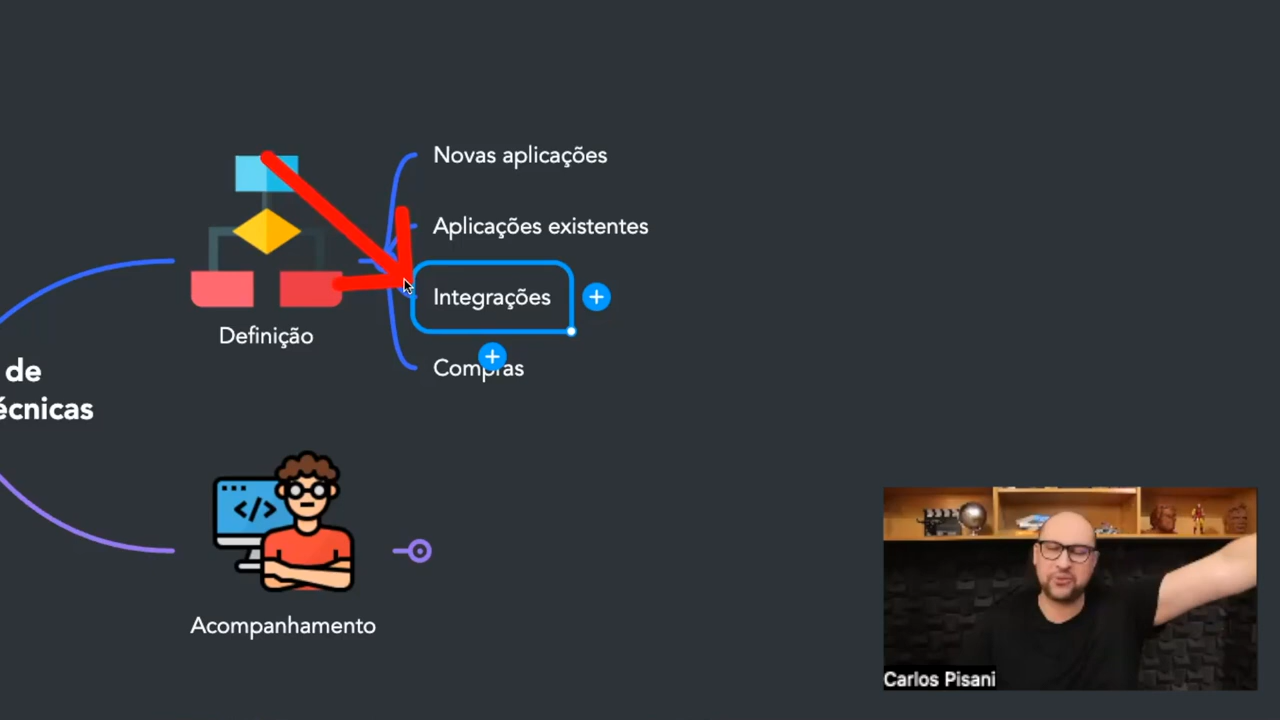 Novas aplicações
Aplicações existentes
Integrações
Compras
Definição
de
écnicas
</>
Acompanhamento
Carlos Pisani